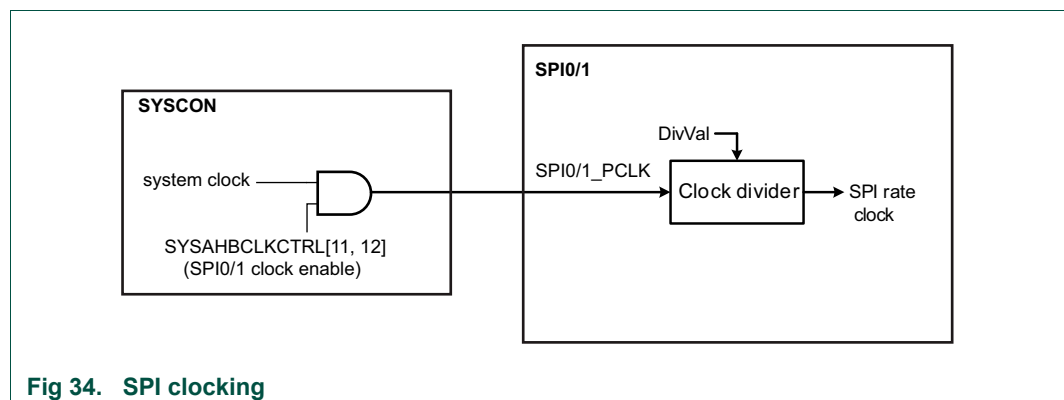 SYSCON
system clock
SYSAHBCLKCTRL[11, 12]
(SPI0/1 clock enable)
SPI0/1
DivVal
SPI0/1_PCLK
Clock divider
SPI rate
clock
Fig 34. SPI clocking